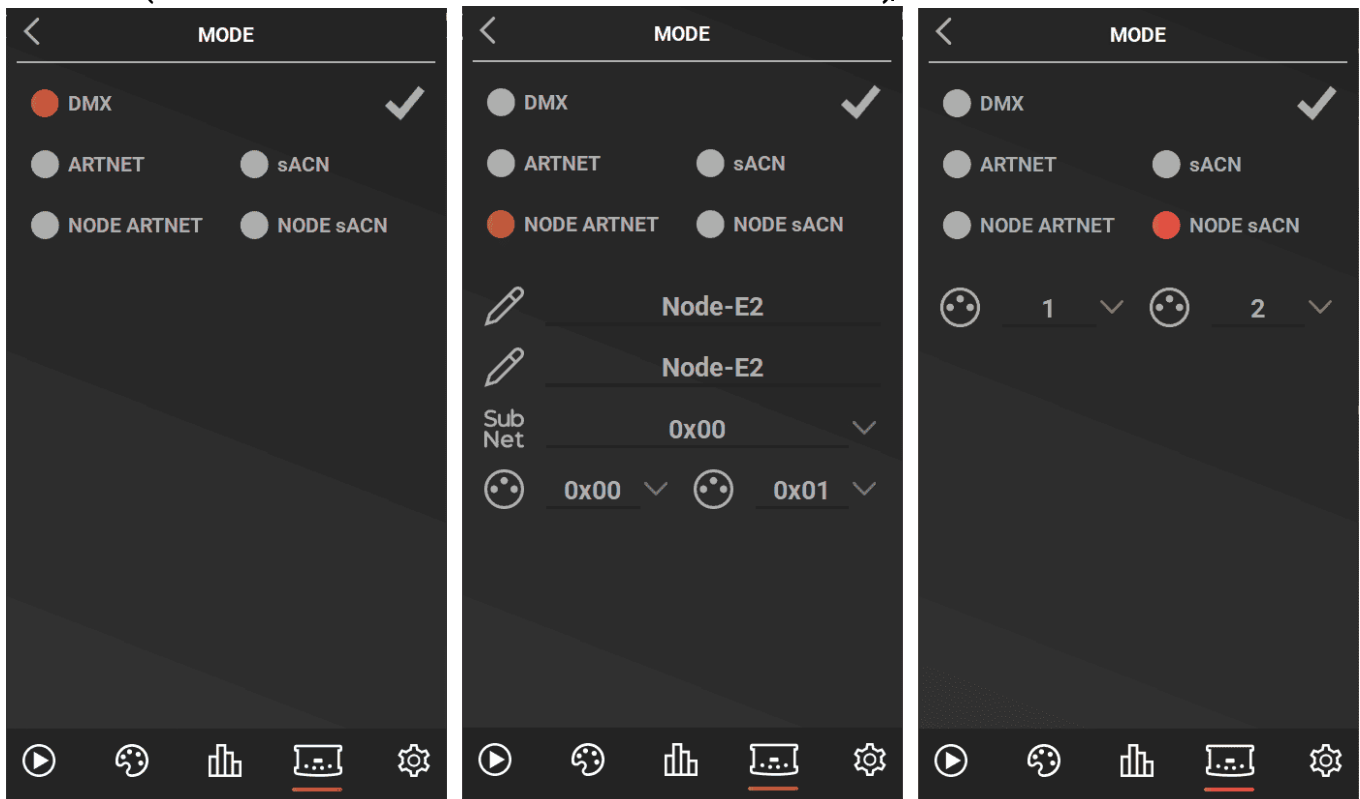 MODE
DMX
ARTNET sACN
NODE ARTNET NODE sACN
MODE
DMX
ARTNET sACN
NODE ARTNET NODE sACN
Node-E2
Node-E2
Sub
Net 0x00
0x00 0x01
MODE
DMX
ARTNET sACN
NODE ARTNET NODE sACN
1 2